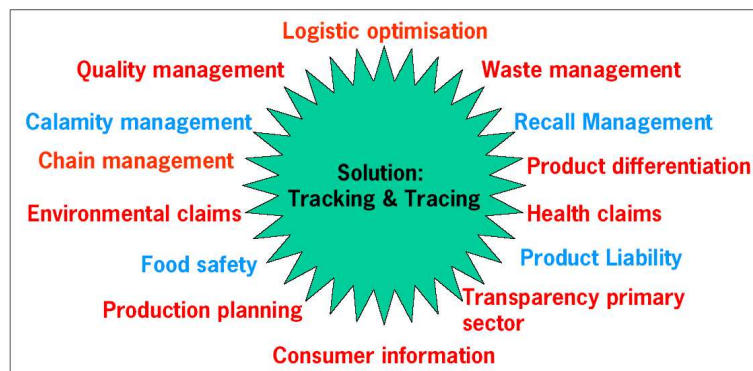 Logistic optimisation
Quality management
Waste management
Calamity management
Recall Management
Chain management
Product differentiation
Solution:
Tracking & Tracing
Environmental claims
Health claims
Food safety
Product Liability
Production planning
Transparency primary
sector
Consumer information